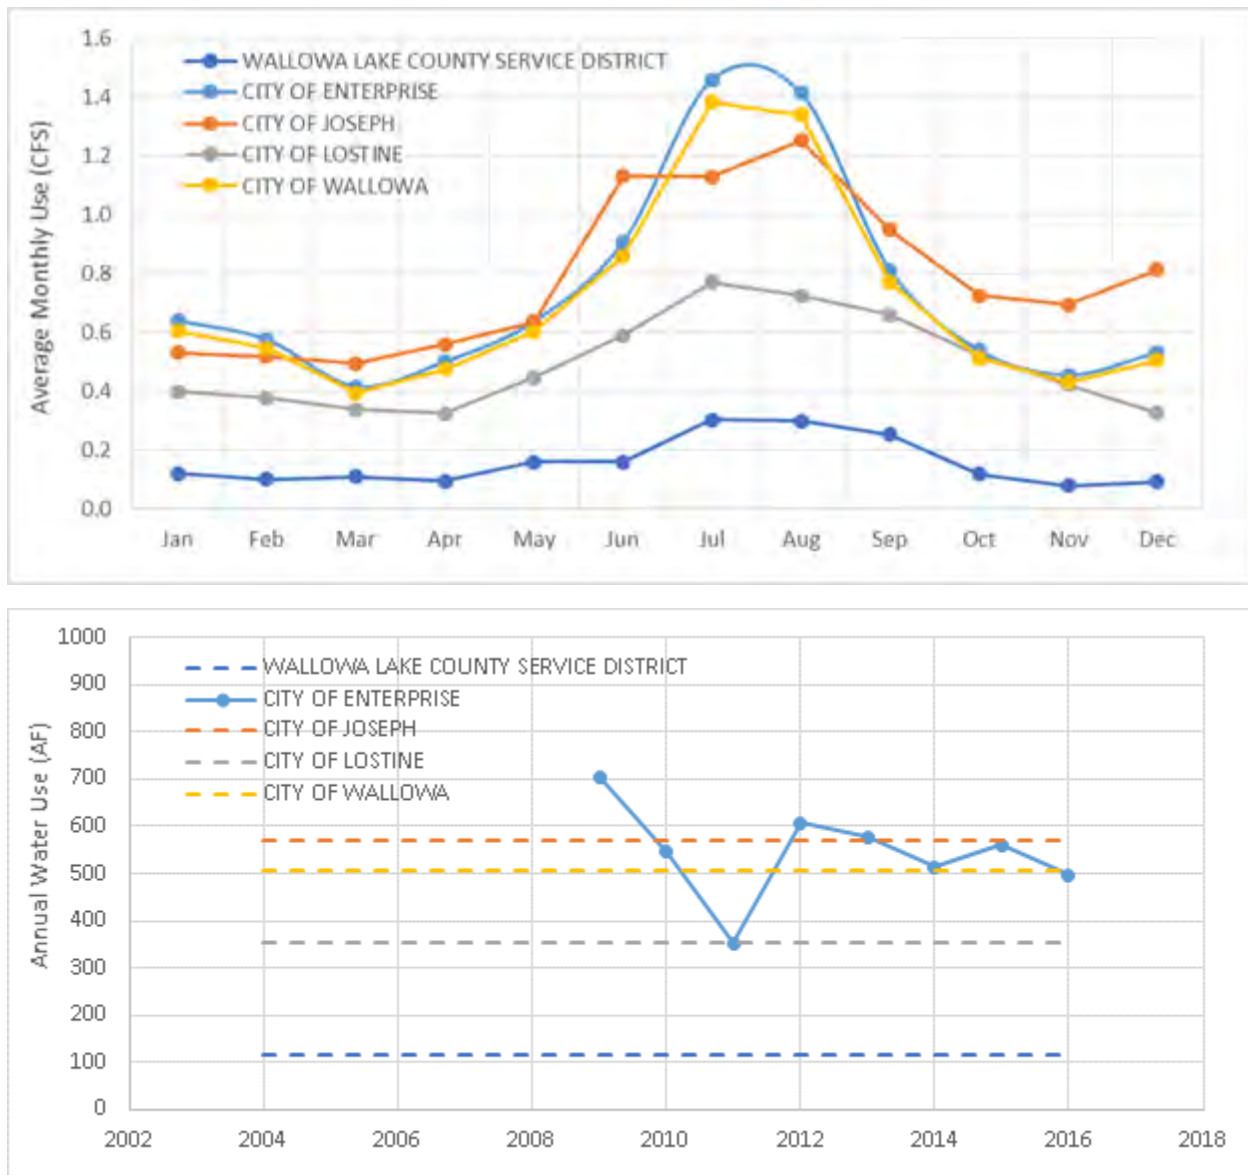 1.6
WALLOWA LAKE COUNTY SERVICE DISTRICT
1.4
CITY OF ENTERPRISE
CITY OF JOSEPH
1.2
CITY OF LOSTINE
CITY OF WALLOWA
1.0
0.8
0.6
0.4
0.2
0.0
Average Monthly Use (CFS)
Jan Feb Mar Apr May Jun Jul Aug Sep Oct Nov Dec
1000
WALLOWA LAKE COUNTY SERVICE DISTRICT
900
CITY OF ENTERPRISE
800
CITY OF JOSEPH
CITY OF LOSTINE
700
CITY OF WALLOWA
600
500
400
300
200
100
0
Annual Water Use (AF)
2002 2004 2006 2008 2010 2012 2014 2016 2018